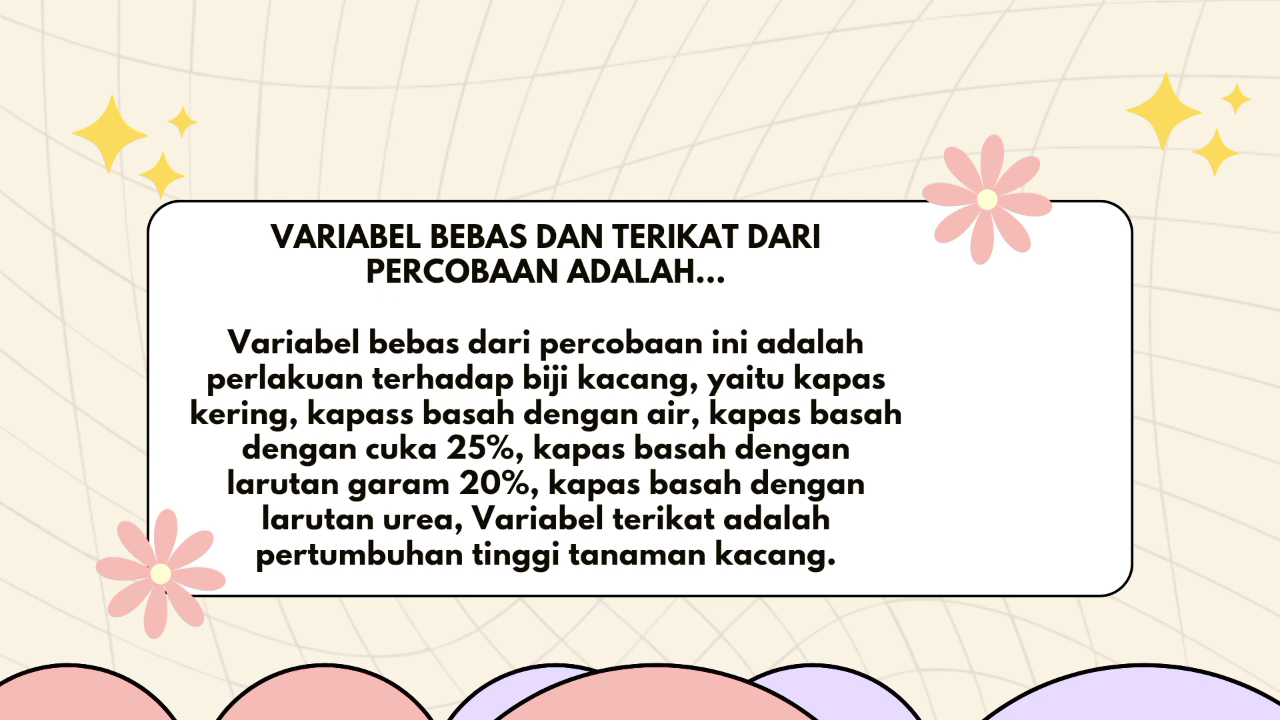 VARIABEL BEBAS DAN TERIKAT DARI
PERCOBAAN ADALAH...
Variabel bebas dari percobaan ini adalah
perlakuan terhadap biji kacang, yaitu kapas
kering, kapass basah dengan air, kapas basah
dengan cuka 25%, kapas basah dengan
larutan garam 20%, kapas basah dengan
larutan urea, Variabel terikat adalah
pertumbuhan tinggi tanaman kacang.